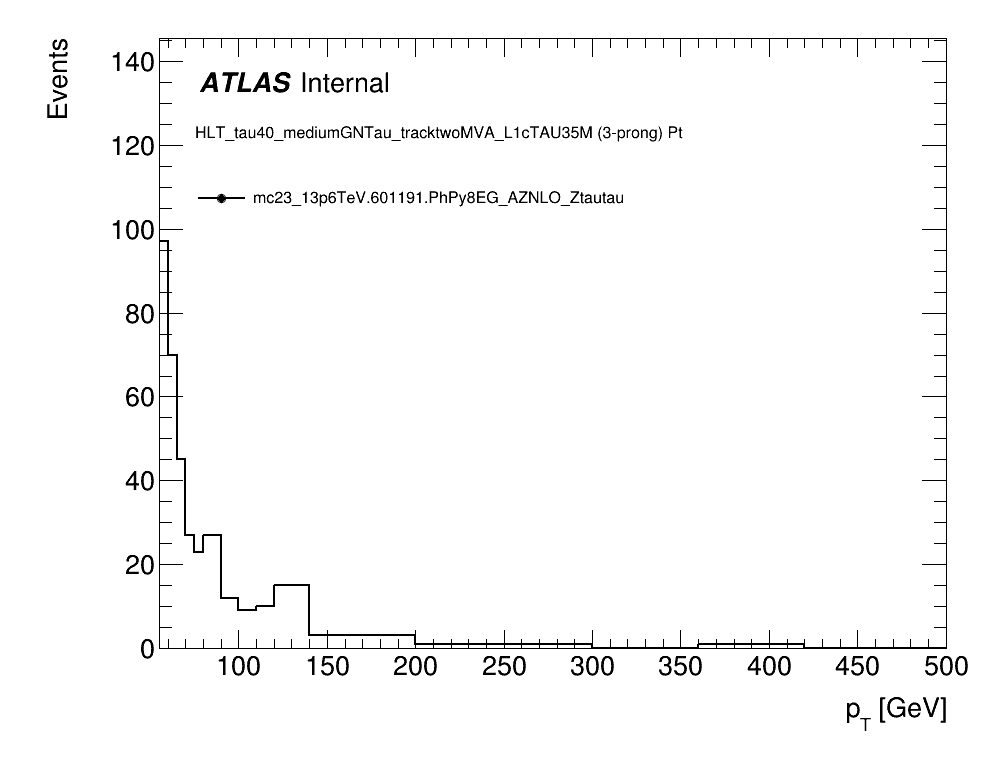 Events
140
120
100
80
60
40
20
0
ATLAS Internal
HLT_tau40_mediumGNTau_tracktwoMVA_L1cTAU35M (3-prong) Pt
mc23_13p6TeV.601191.PhPy8EG_AZNLO_Ztautau
100 150 200 250 300 350 400 450 500
pT [GeV]